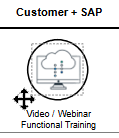 Customer + SAP
Video / Webinar
Functional Training